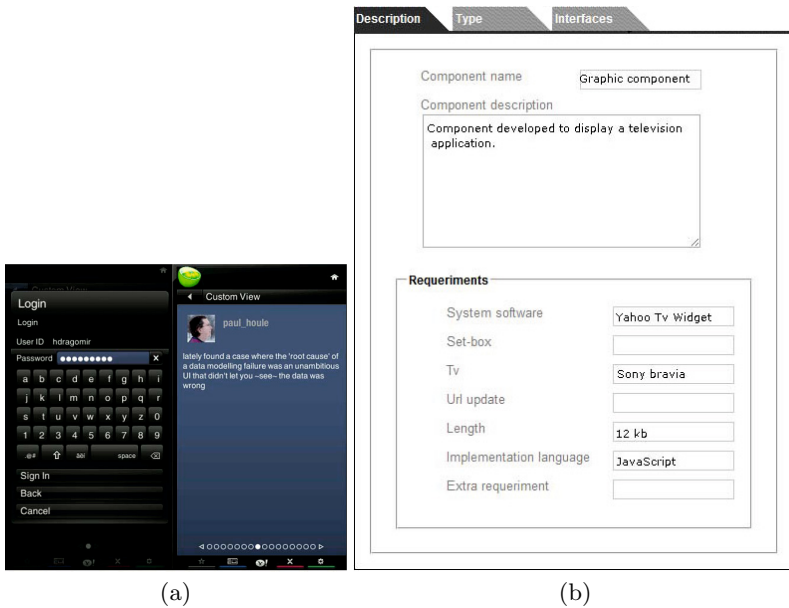 Custom View
Login
Login
User ID hdragomir
Password ●●●●●●●●● X
a b c d e f g h i
j k l m n o p q r
s t u v w x y z 0
1 2 3 4 5 6 7 8 9
.@# âéí space
Sign In
Back
Cancel
Y!
Custom View
paul_houle
lately found a case where the 'root cause' of
a data modelling failure was an unambitious
UI that didn't let you ~see~ the data was
wrong
Y!
(a)
Description Type Interfaces
Component name Graphic component
Component description
Component developed to display a television
application.
Requeriments
System software Yahoo Tv Widget
Set-box
Tv Sony bravia
Url update
Length 12 kb
Implementation language JavaScript
Extra requeriment
(b)